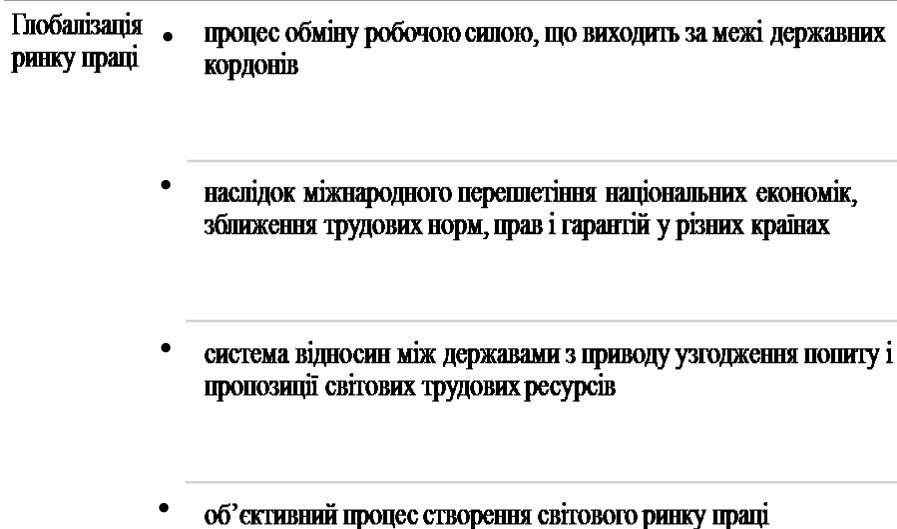 Глобалізація
ринку праці
• процес обміну робочою силою, що виходить за межі державних
кордонів
• наслідок міжнародного переплетіння національних економік,
зближення трудових норм, прав і гарантій у різних країнах
• система відносин між державами з приводу узгодження попиту і
пропозиції світових трудових ресурсів
• об’єктивний процес створення світового ринку праці